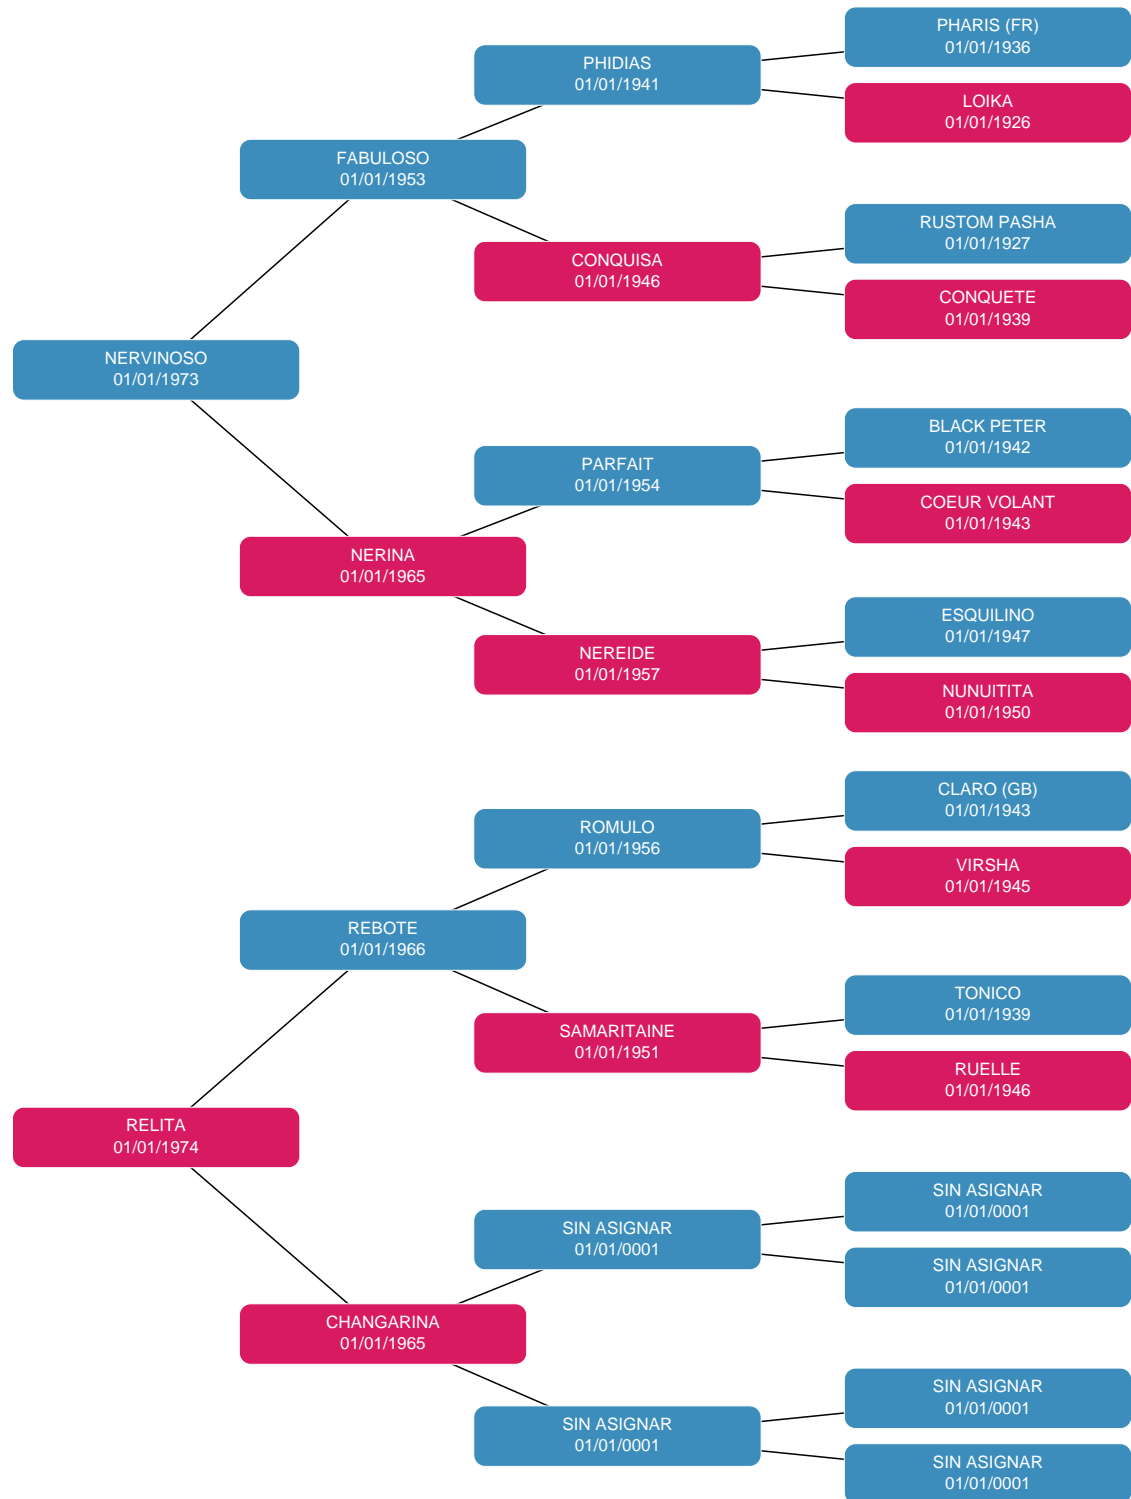 PHARIS (FR)
01/01/1936
PHIDIAS
01/01/1941
LOIKA
01/01/1926
FABULOSO
01/01/1953
RUSTOM PASHA
01/01/1927
CONQUISA
01/01/1946
CONQUETE
01/01/1939
NERVINOSO
01/01/1973
BLACK PETER
01/01/1942
PARFAIT
01/01/1954
COEUR VOLANT
01/01/1943
NERINA
01/01/1965
ESQUILINO
01/01/1947
NEREIDE
01/01/1957
NUNUITITA
01/01/1950
CLARO (GB)
01/01/1943
ROMULO
01/01/1956
VIRSHA
01/01/1945
REBOTE
01/01/1966
TONICO
01/01/1939
SAMARITAINE
01/01/1951
RUELLE
01/01/1946
RELITA
01/01/1974
SIN ASIGNAR
01/01/0001
SIN ASIGNAR
01/01/0001
SIN ASIGNAR
01/01/0001
CHANGARINA
01/01/1965
SIN ASIGNAR
01/01/0001
SIN ASIGNAR
01/01/0001
SIN ASIGNAR
01/01/0001